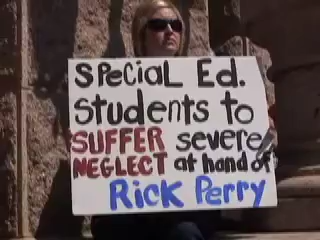 Special Ed.
Students to
SUFFER severe
NEGLECT at hand of
Rick Perry